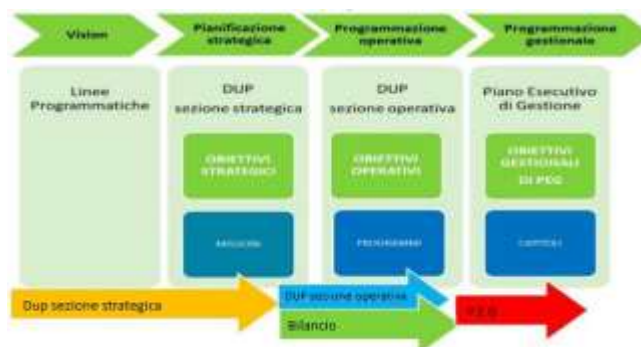 Vision
Pianificazione
strategica
Programmazione
operativa
Programmazione
gestionale
Linee
Programmatiche
DUP
sezione strategica
DUP
sezione operativa
Piano Esecutivo
di Gestione
OBIETTIVI
STRATEGICI
OBIETTIVI
OPERATIVI
OBIETTIVI
GESTIONALI
DI PEG
MISSIONI
PROGRAMMI
CAPITOLI
Dup sezione strategica
DUP sezione operativa
Bilancio
P.E.G